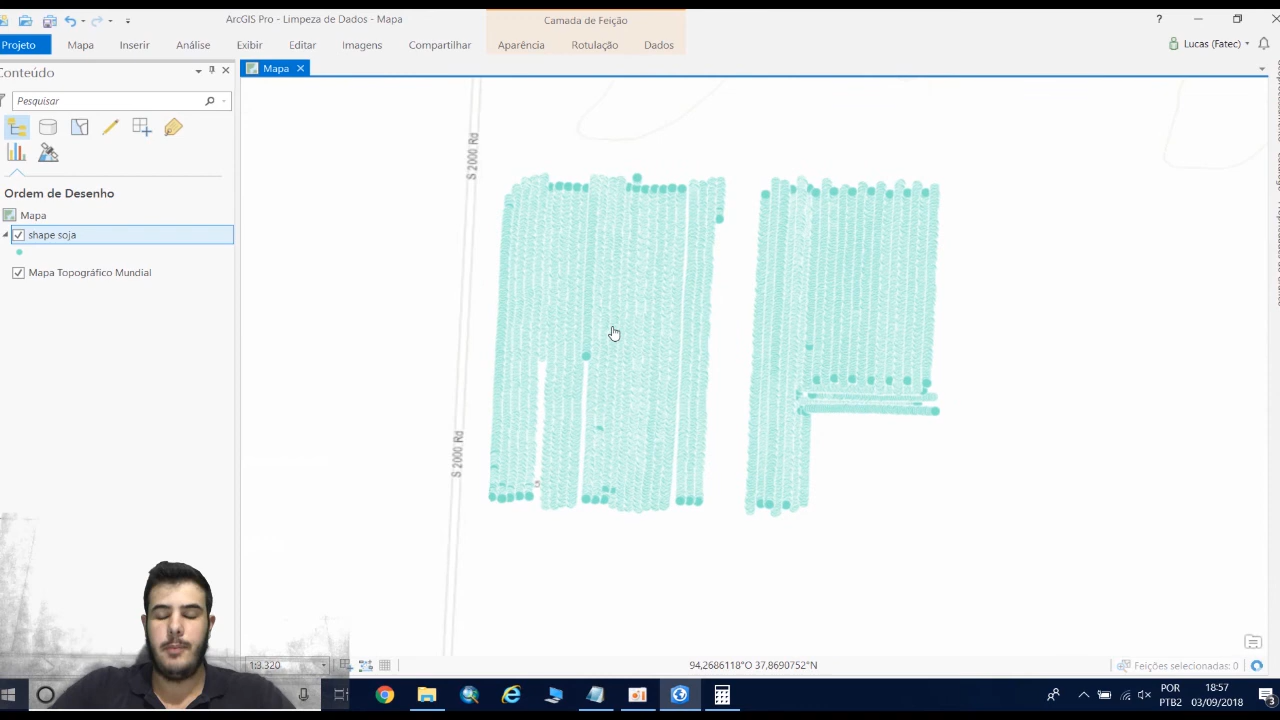 ArcGIS Pro - Limpeza de Dados - Mapa
Camada de Feição
?
Projeto
Mapa
Inserir
Análise
Exibir
Editar
Imagens
Compartilhar
Aparência
Rotulação
Dados
Lucas (Fatec)
Conteúdo
Mapa
Pesquisar
Ordem de Desenho
Mapa
shape soja
Mapa Topográfico Mundial
S 2000 Rd
S 2000 Rd
1:3.320
94,2686118°O 37,8690752°N
Feições selecionadas: 0
POR
PTB2
18:57
03/09/2018
3